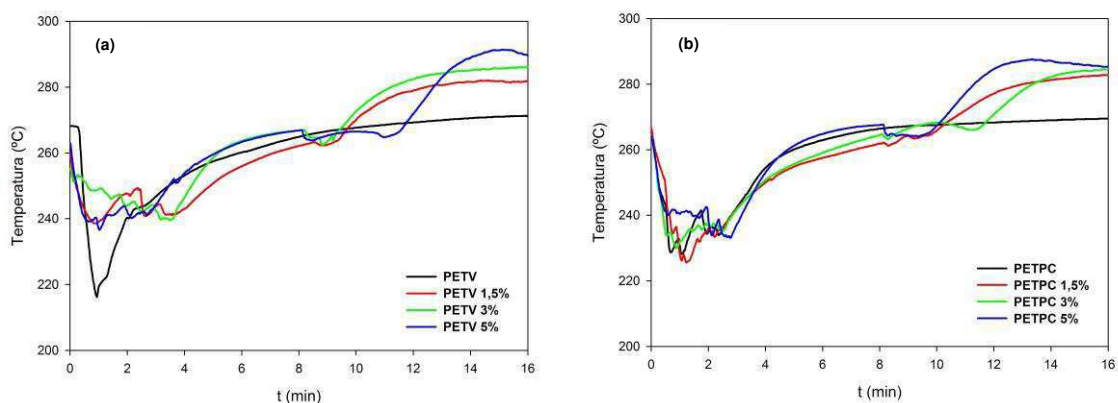 (a)
Temperatura (ºC)
300
280
260
240
220
200
0 2 4 6 8 10 12 14 16
t (min)
PETV
PETV 1,5%
PETV 3%
PETV 5%
(b)
Temperatura (ºC)
300
280
260
240
220
200
0 2 4 6 8 10 12 14 16
t (min)
PETPC
PETPC 1,5%
PETPC 3%
PETPC 5%